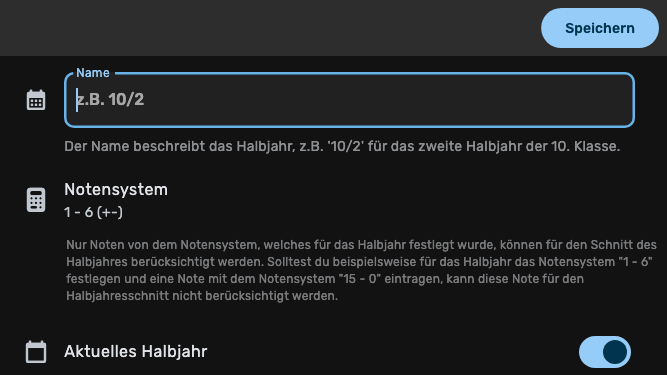 Speichern
Name
z.B. 10/2
Der Name beschreibt das Halbjahr, z.B. '10/2' für das zweite Halbjahr der 10. Klasse.
Notensystem
1 - 6 (+-)
Nur Noten von dem Notensystem, welches für das Halbjahr festlegt wurde, können für den Schnitt des
Halbjahres berücksichtigt werden. Solltest du beispielsweise für das Halbjahr das Notensystem "1 - 6"
festlegen und eine Note mit dem Notensystem "15 - 0" eintragen, kann diese Note für den
Halbjahresschnitt nicht berücksichtigt werden.
Aktuelles Halbjahr